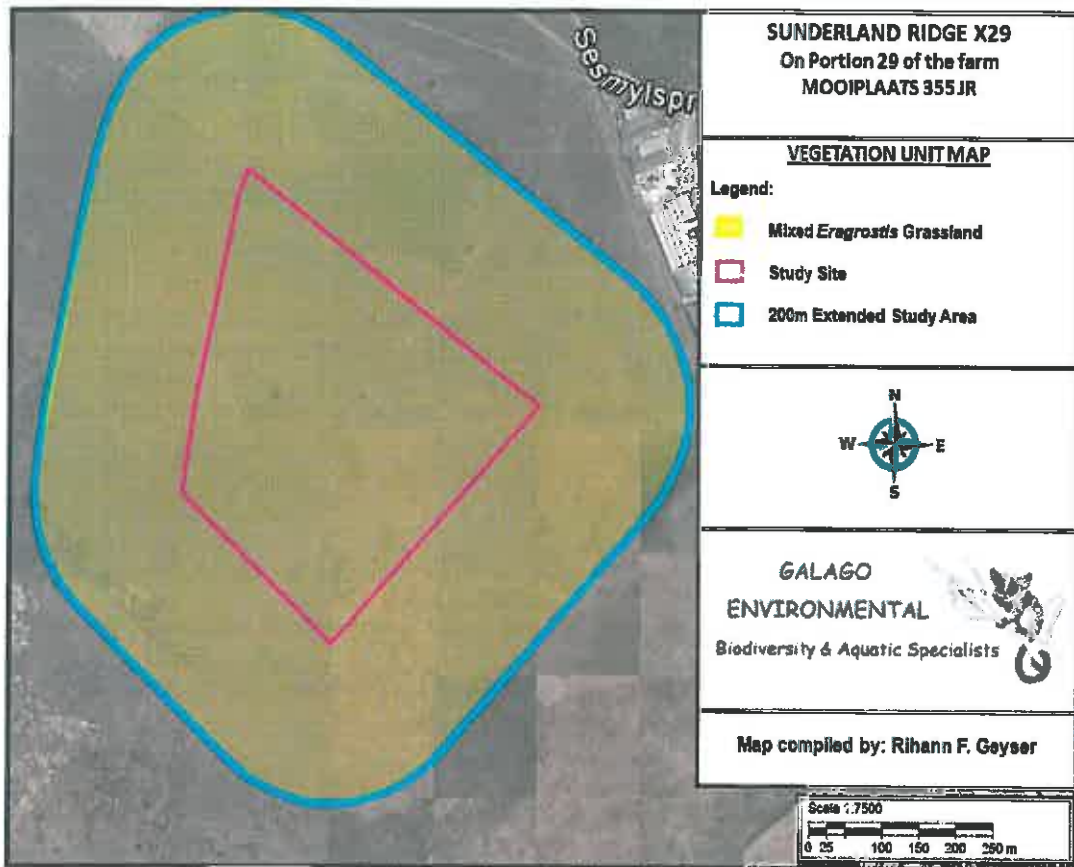 Sesmylspr
SUNDERLAND RIDGE X29
On Portion 29 of the farm
MOOIPLAATS 355 JR
VEGETATION UNIT MAP
Legend:
Mixed Eragrostis Grassland
Study Site
200m Extended Study Area
N
W E
S
GALAGO
ENVIRONMENTAL
Biodiversity & Aquatic Specialists
Map compiled by: Rihann F. Geyser
Scale 1:7500
0 25 100 150 200 250 m